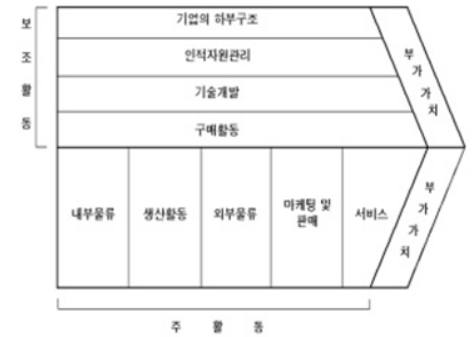 기업의 하부구조
인적자원관리
기술개발
구매활동
보조활동
부가가치
내부물류
생산활동
외부물류
마케팅 및
판매
서비스
부가가치
주 활 동